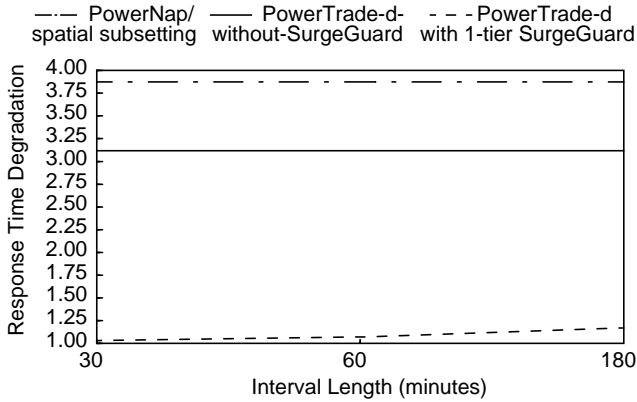 PowerNap/ spatial subsetting
PowerTrade-d- without-SurgeGuard
PowerTrade-d with 1-tier SurgeGuard
Response Time Degradation
4.00
3.75
3.50
3.25
3.00
2.75
2.50
2.25
2.00
1.75
1.50
1.25
1.00
30 60 180
Interval Length (minutes)